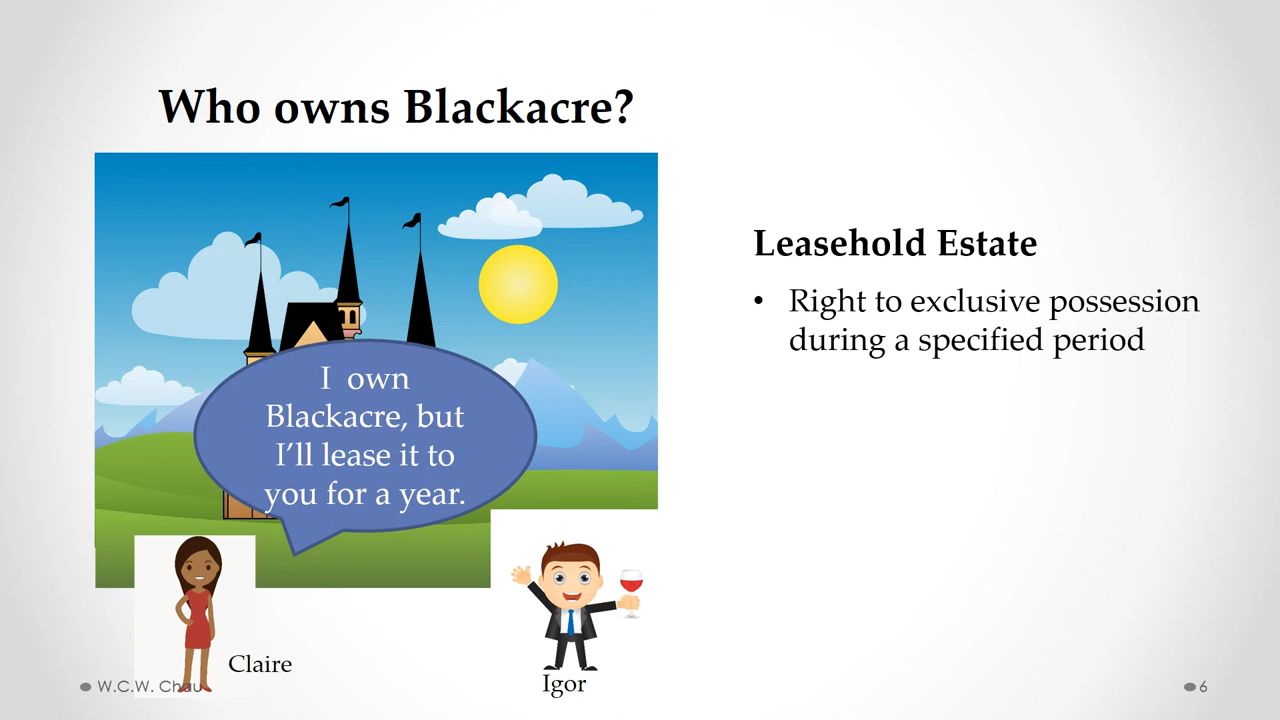 Who owns Blackacre?
Leasehold Estate
• Right to exclusive possession
during a specified period
I own
Blackacre, but
I’ll lease it to
you for a year.
Claire
Igor
W.C.W. Chau
6